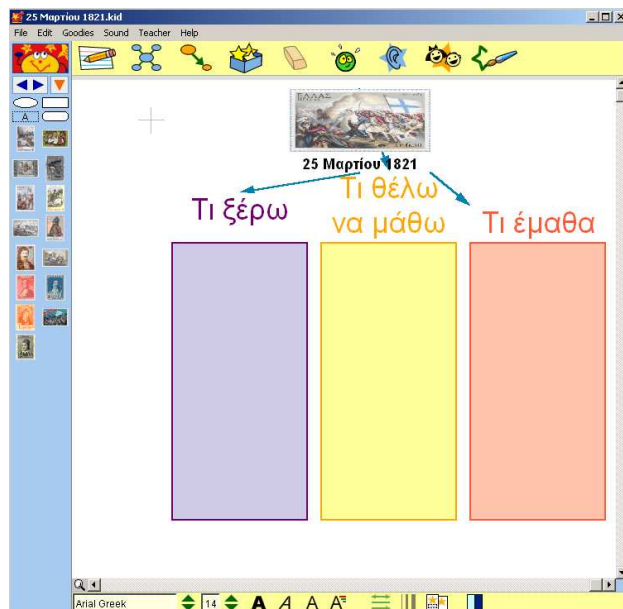 25 Μαρτίου 1821.kid
File Edit Goodies Sound Teacher Help
A
ΕΛΛΑΣ
25 Μαρτίου 1821
Τι ξέρω
Τι θέλω
να μάθω
Τι έμαθα
Arial Greek 14 A A A A